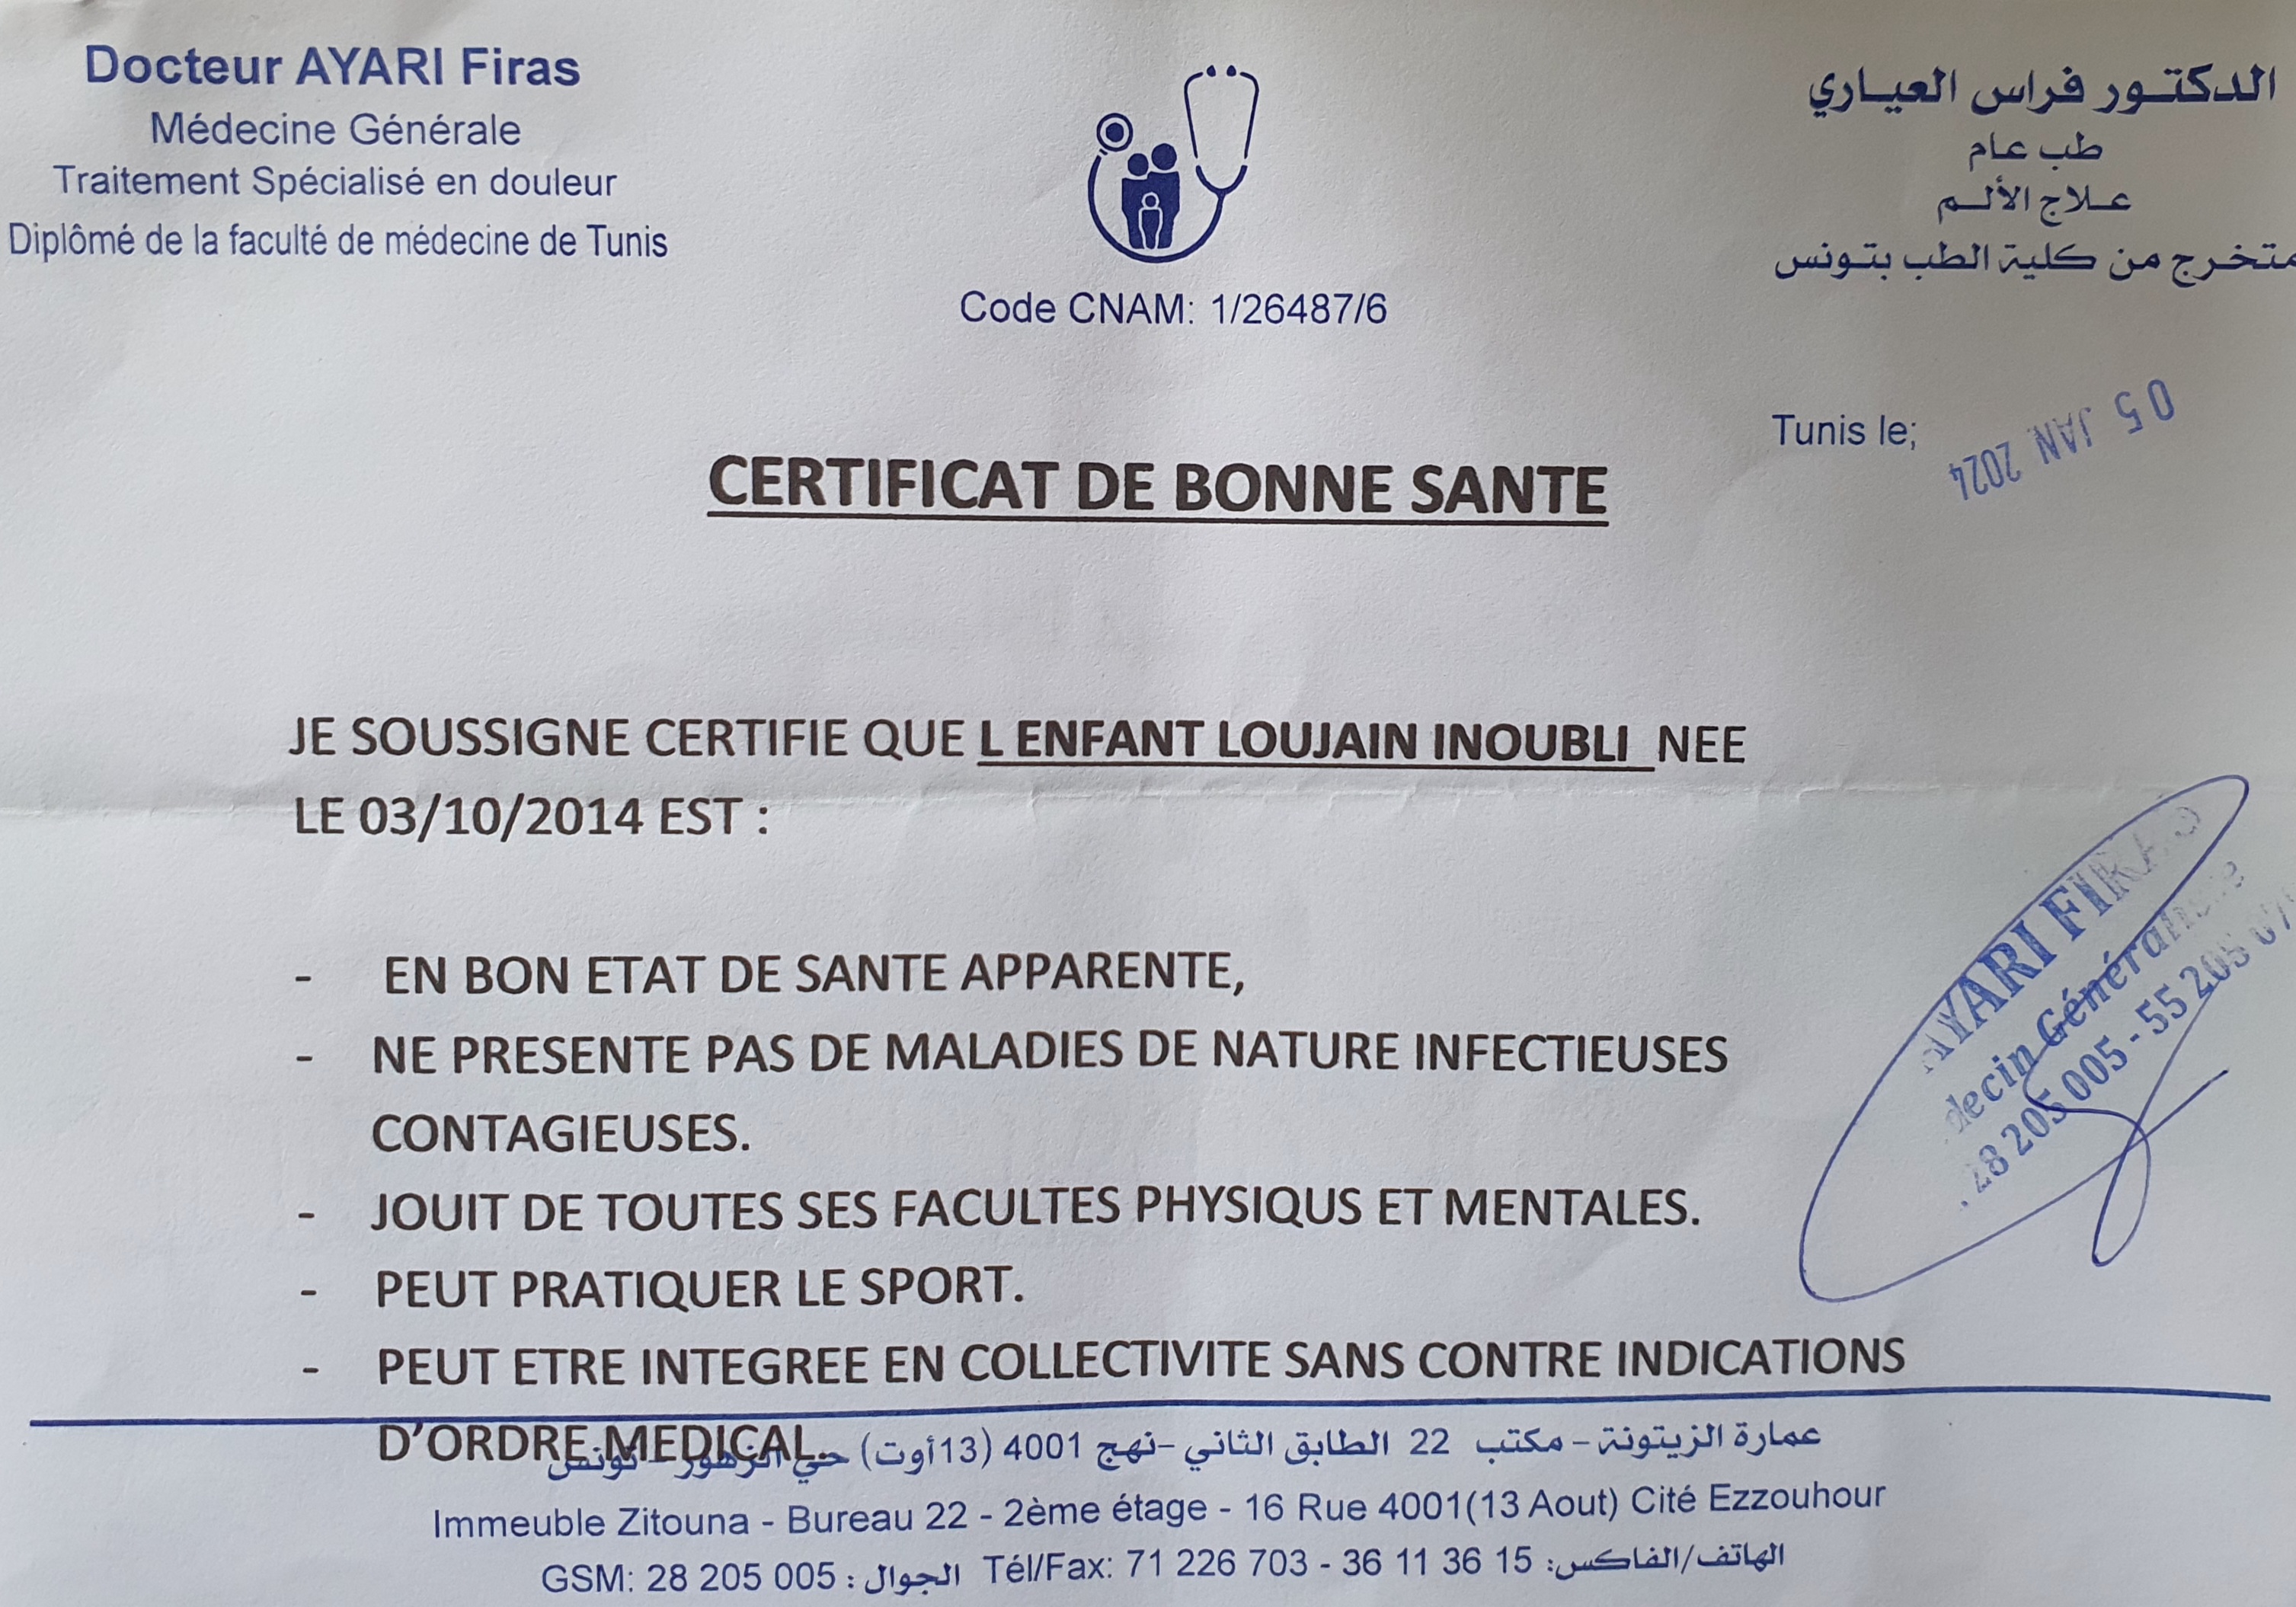 Docteur AYARI Firas
Médecine Générale
Traitement Spécialisé en douleur
Diplômé de la faculté de médecine de Tunis
الدكتور فراس العياري
طب عام
علاج الألم
متخرج من كلية الطب بتونس
Code CNAM: 1/26487/6
Tunis le;
05 JAN 2024
CERTIFICAT DE BONNE SANTE
JE SOUSSIGNE CERTIFIE QUE L ENFANT LOUJAIN INOUBLI NEE
LE 03/10/2014 EST :
- EN BON ETAT DE SANTE APPARENTE,
- NE PRESENTE PAS DE MALADIES DE NATURE INFECTIEUSES
CONTAGIEUSES.
- JOUIT DE TOUTES SES FACULTES PHYSIQUS ET MENTALES.
- PEUT PRATIQUER LE SPORT.
- PEUT ETRE INTEGREE EN COLLECTIVITE SANS CONTRE INDICATIONS
D'ORDRE MEDICAL.
AYARI FIRAS
decin Généraliste
28 205 005 - 55 205
عمارة الزيتونة - مكتب 22 الطابق الثاني - نهج 4001 (13 أوت) حي الزهور - تونس
Immeuble Zitouna - Bureau 22 - 2ème étage - 16 Rue 4001(13 Aout) Cité Ezzouhour
GSM: 28 205 005 : الجوال Tél/Fax: 71 226 703 - 36 11 36 15 :الهاتف/الفاكس